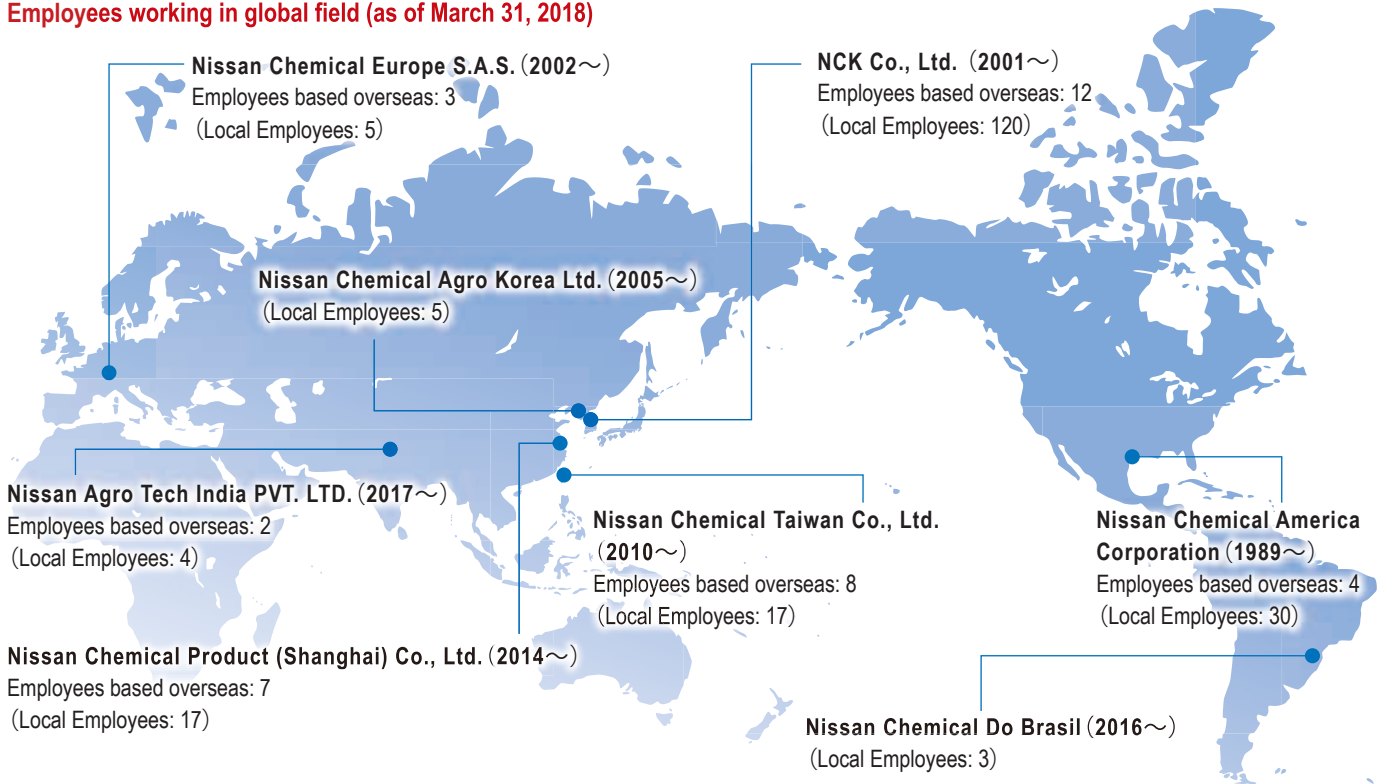 Employees working in global field (as of March 31, 2018)
Nissan Chemical Europe S.A.S.（2002～）
Employees based overseas: 3
（Local Employees: 5）
NCK Co., Ltd.（2001～）
Employees based overseas: 12
（Local Employees: 120）
Nissan Chemical Agro Korea Ltd.（2005～）
（Local Employees: 5）
Nissan Agro Tech India PVT. LTD.（2017～）
Employees based overseas: 2
（Local Employees: 4）
Nissan Chemical Taiwan Co., Ltd.
（2010～）
Employees based overseas: 8
（Local Employees: 17）
Nissan Chemical America
Corporation（1989～）
Employees based overseas: 4
（Local Employees: 30）
Nissan Chemical Product (Shanghai) Co., Ltd.（2014～）
Employees based overseas: 7
（Local Employees: 17）
Nissan Chemical Do Brasil（2016～）
（Local Employees: 3）